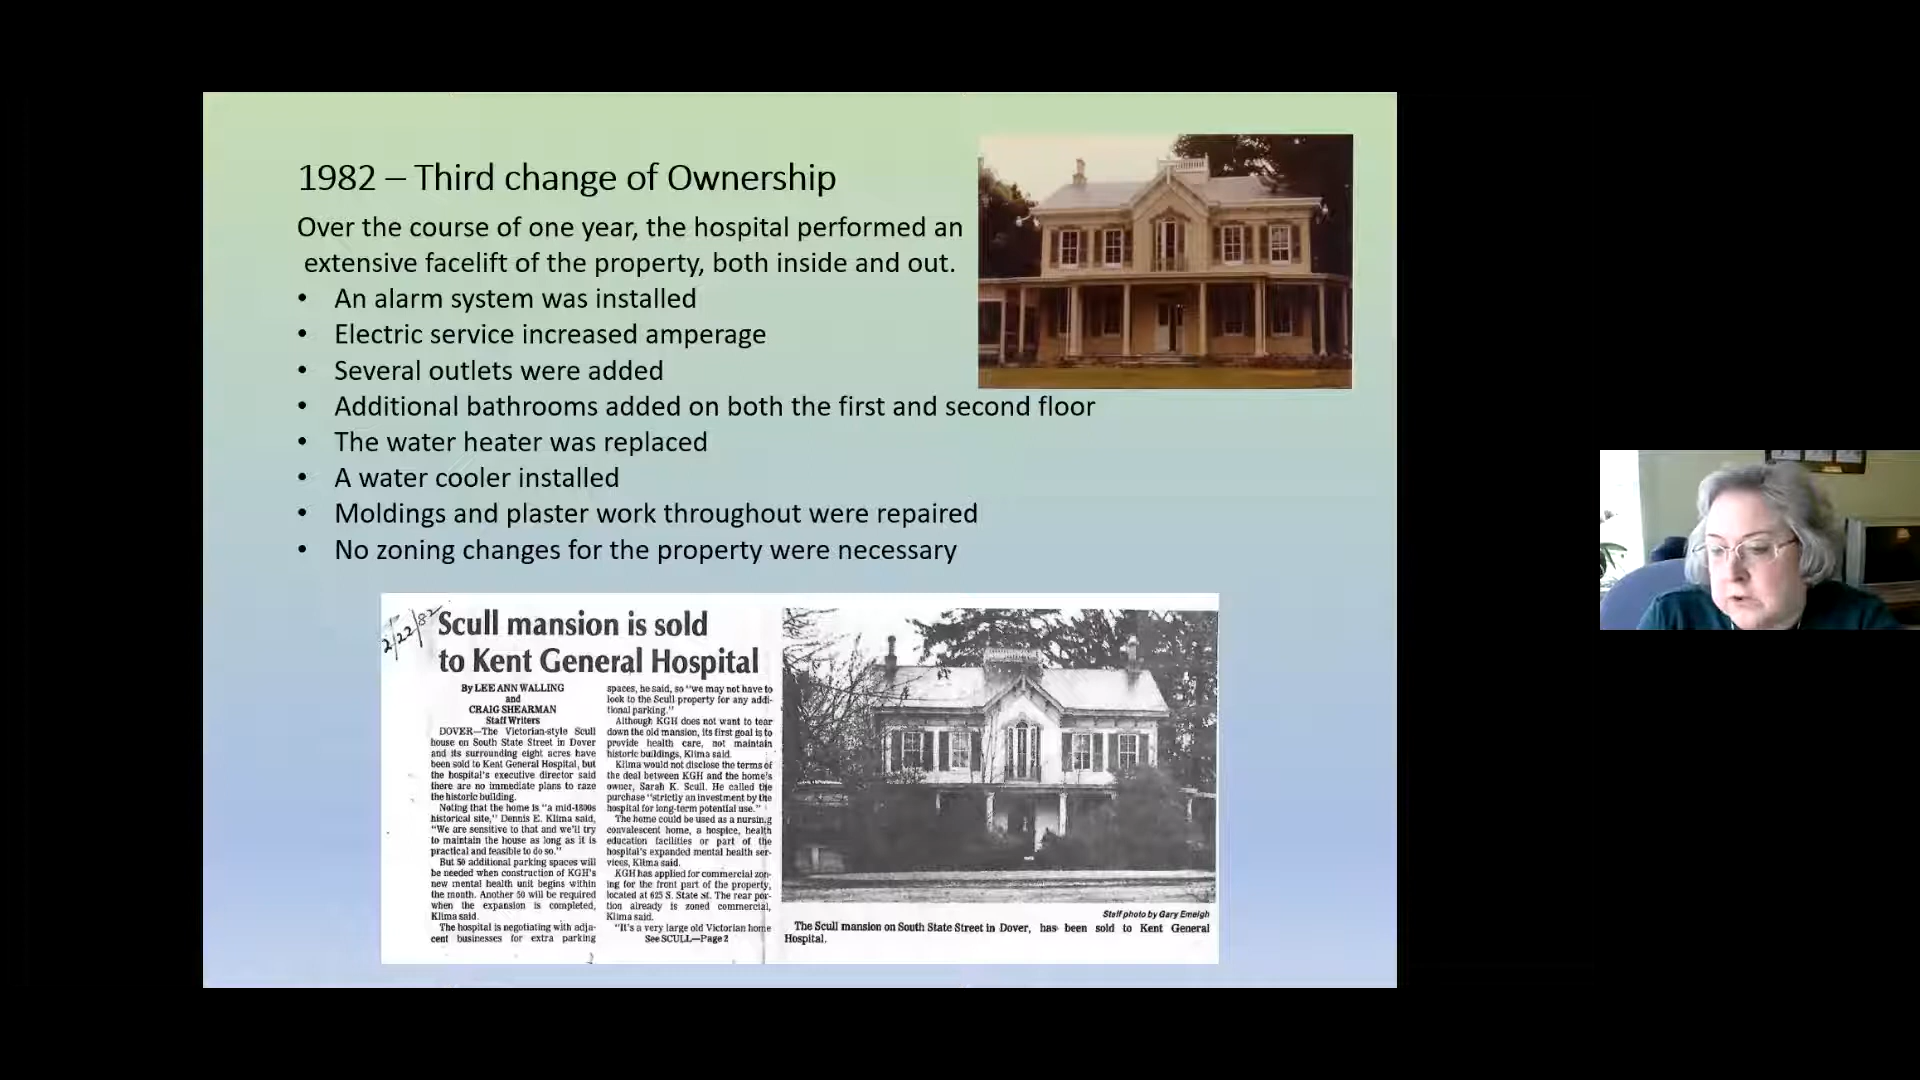 1982 – Third change of Ownership
Over the course of one year, the hospital performed an
extensive facelift of the property, both inside and out.
• An alarm system was installed
• Electric service increased amperage
• Several outlets were added
• Additional bathrooms added on both the first and second floor
• The water heater was replaced
• A water cooler installed
• Moldings and plaster work throughout were repaired
• No zoning changes for the property were necessary
2/22/82
Scull mansion is sold
to Kent General Hospital
By LEE ANN WALLING
and
CRAIG SHEARMAN
Staff Writers
DOVER—The Victorian-style Scull
house on South State Street in Dover
and its surrounding eight acres have
been sold to Kent General Hospital, but
the hospital's executive director said
there are no immediate plans to raze
the historic building.
Noting that the home is "a mid-1800s
historical site," Dennis E. Klima said,
"We are sensitive to that and we'll try
to maintain the house as long as it is
practical and feasible to do so."
But 50 additional parking spaces will
be needed when construction of KGH's
new mental health unit begins within
the month. Another 50 will be required
when the expansion is completed,
Klima said.
The hospital is negotiating with adja-
cent businesses for extra parking
spaces, he said, so "we may not have to
look to the Scull property for any addi-
tional parking."
Although KGH does not want to tear
down the old mansion, its first goal is to
provide health care, not maintain
historic buildings, Klima said.
Klima would not disclose the terms of
the deal between KGH and the home's
owner, Sarah K. Scull. He called the
purchase "strictly an investment by the
hospital for long-term potential use."
The home could be used as a nursing
convalescent home, a hospice, health
education facilities or part of the
hospital's expanded mental health ser-
vices, Klima said.
KGH has applied for commercial zon-
ing for the front part of the property,
located at 625 S. State St. The rear por-
tion already is zoned commercial,
Klima said.
"It's a very large old Victorian home
See SCULL—Page 2
Staff photo by Gary Emeigh
The Scull mansion on South State Street in Dover, has been sold to Kent General
Hospital.